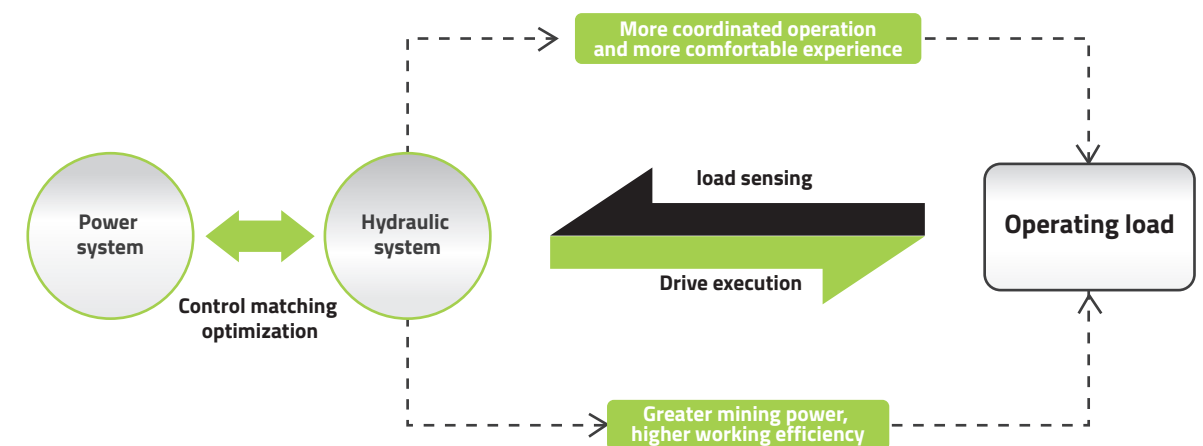 More coordinated operation
and more comfortable experience
load sensing
Power
system
Hydraulic
system
Operating load
Drive execution
Control matching
optimization
Greater mining power,
higher working efficiency